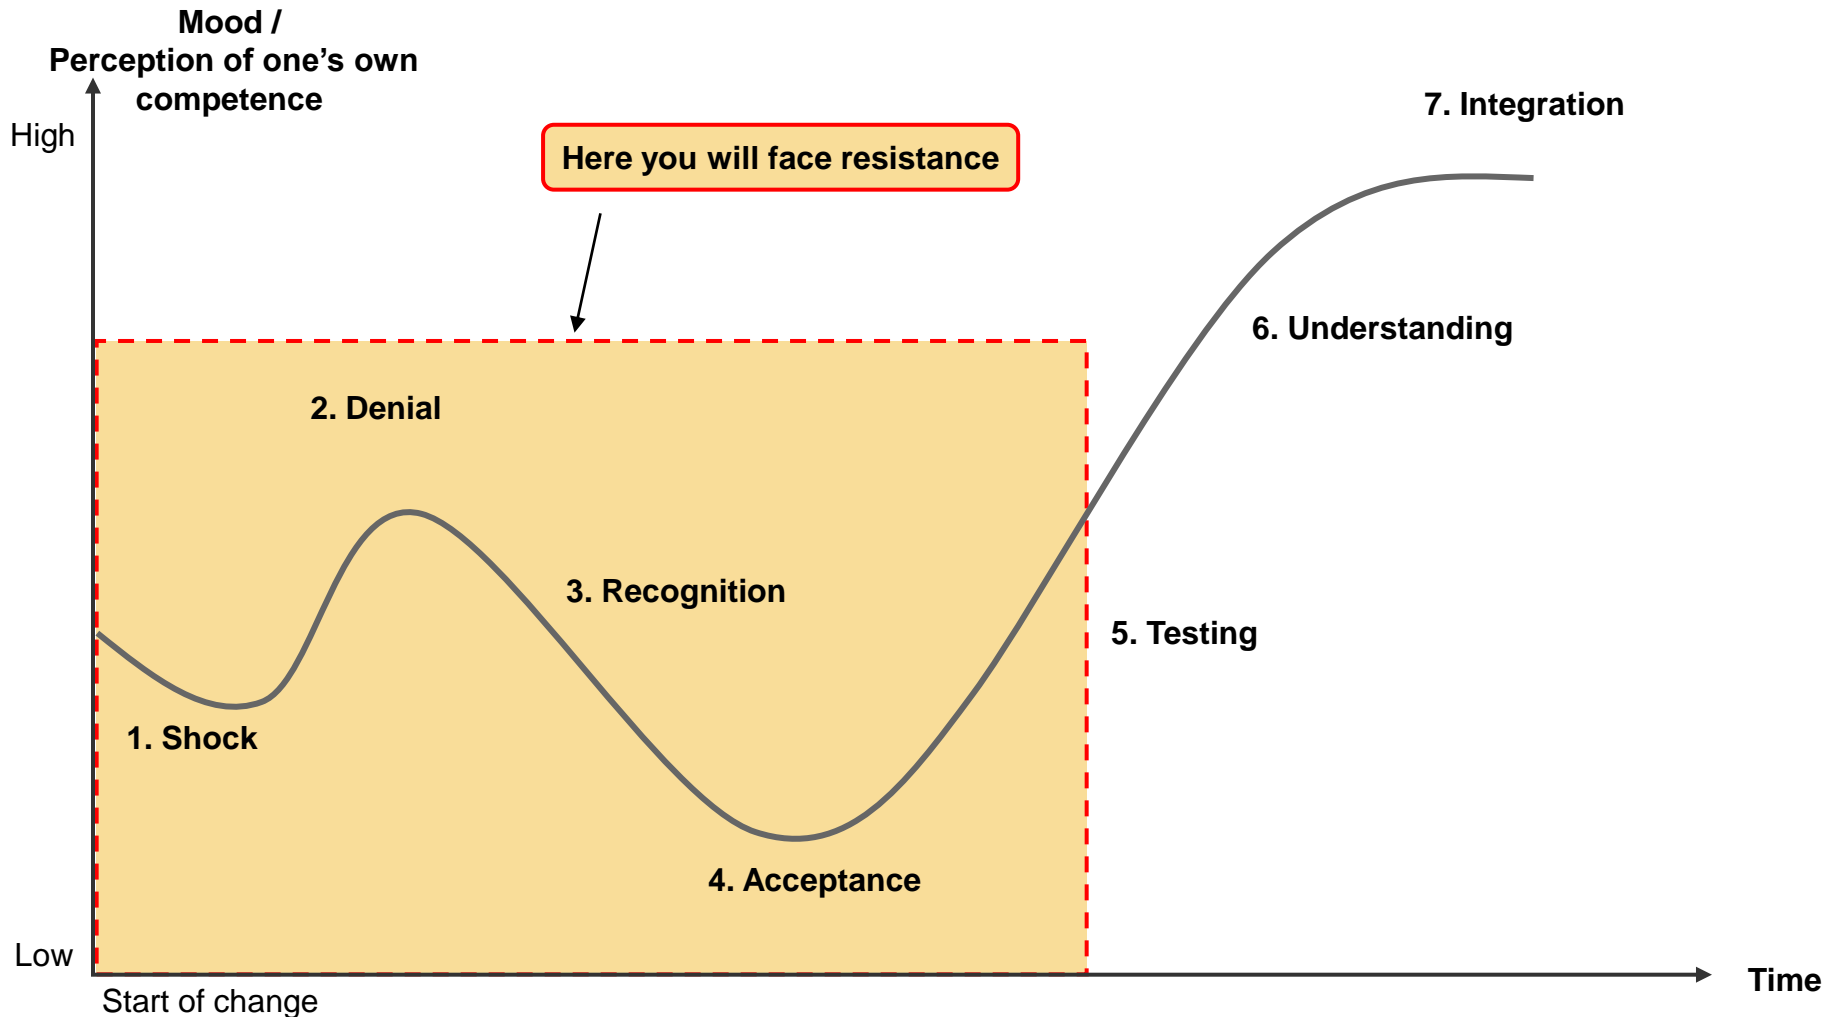 Mood /
Perception of one’s own
competence
High
7. Integration
Here you will face resistance
6. Understanding
2. Denial
3. Recognition
5. Testing
1. Shock
4. Acceptance
Low
Time
Start of change